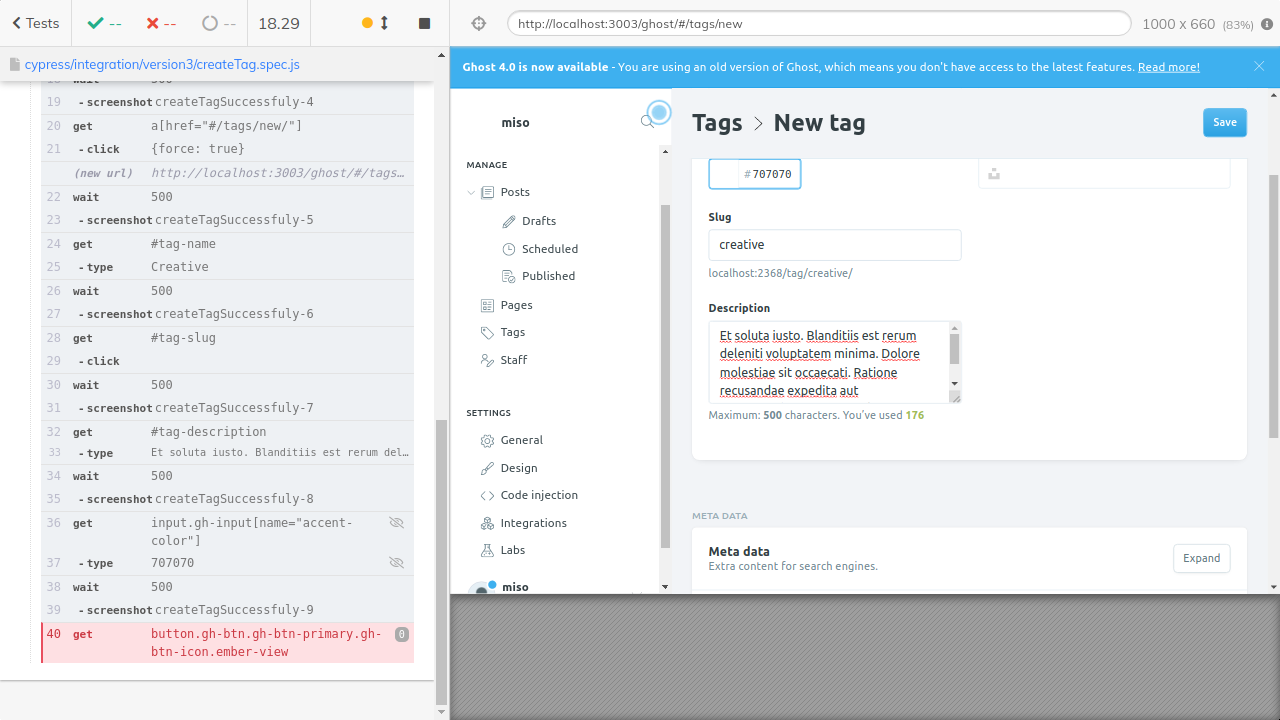 Tests
--
--
--
18.29
http://localhost:3003/ghost/#/tags/new
1000 x 660 (83%)
cypress/integration/version3/createTag.spec.js
19 - screenshot createTagSuccessfuly-4
20 get a[href="#/tags/new/"]
21 - click {force: true}
(new url) http://localhost:3003/ghost/#/tags…
22 wait 500
23 - screenshot createTagSuccessfuly-5
24 get #tag-name
25 - type Creative
26 wait 500
27 - screenshot createTagSuccessfuly-6
28 get #tag-slug
29 - click
30 wait 500
31 - screenshot createTagSuccessfuly-7
32 get #tag-description
33 - type Et soluta iusto. Blanditiis est rerum del…
34 wait 500
35 - screenshot createTagSuccessfuly-8
36 get input.gh-input[name="accent-
color"]
37 - type 707070
38 wait 500
39 - screenshot createTagSuccessfuly-9
40 get button.gh-btn.gh-btn-primary.gh-
btn-icon.ember-view
0
Ghost 4.0 is now available - You are using an old version of Ghost, which means you don't have access to the latest features. Read more!
miso
MANAGE
Posts
Drafts
Scheduled
Published
Pages
Tags
Staff
SETTINGS
General
Design
Code injection
Integrations
Labs
miso
Tags > New tag
Save
#707070
Slug
creative
localhost:2368/tag/creative/
Description
Et soluta iusto. Blanditiis est rerum
deleniti voluptatem minima. Dolore
molestiae sit occaecati. Ratione
recusandae expedita aut
Maximum: 500 characters. You've used 176
META DATA
Meta data
Extra content for search engines.
Expand